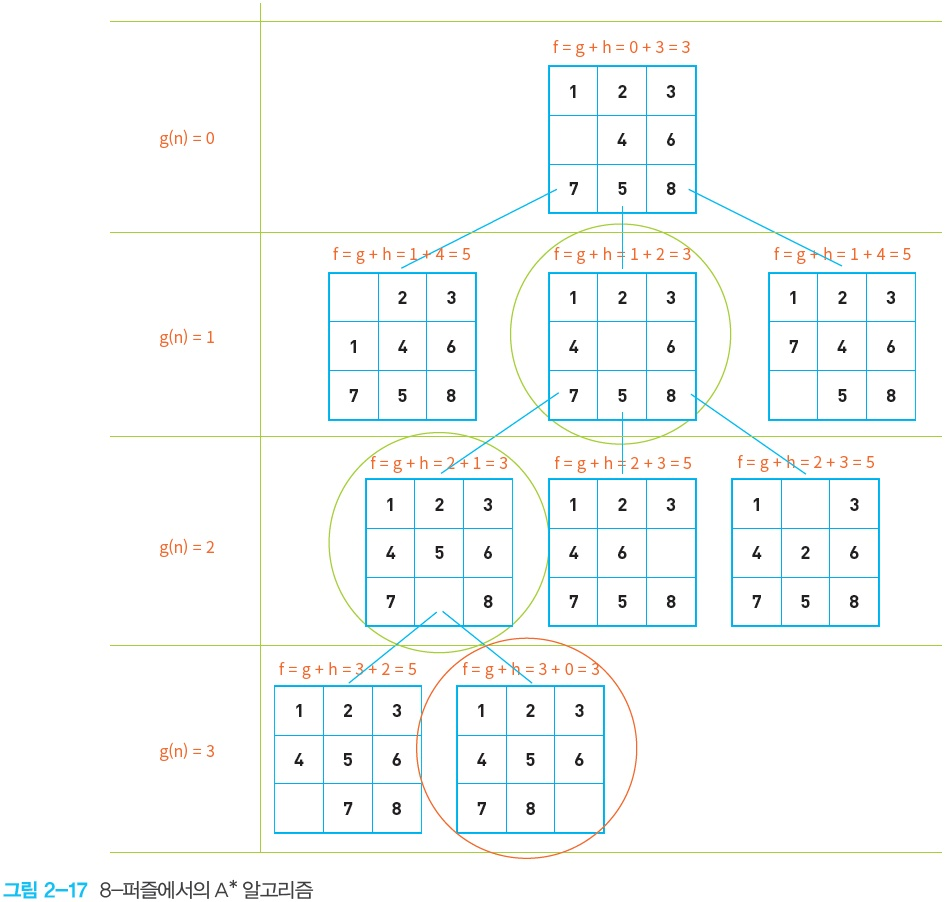 f = g + h = 0 + 3 = 3
1 2 3
g(n) = 0
4 6
7 5 8
f = g + h = 1 + 4 = 5
2 3
1 4 6
7 5 8
f = g + h = 1 + 2 = 3
1 2 3
4 6
7 5 8
f = g + h = 1 + 4 = 5
1 2 3
7 4 6
5 8
g(n) = 1
f = g + h = 2 + 1 = 3
1 2 3
4 5 6
7 8
f = g + h = 2 + 3 = 5
1 2 3
4 6
7 5 8
f = g + h = 2 + 3 = 5
1 3
4 2 6
7 5 8
g(n) = 2
f = g + h = 3 + 2 = 5
1 2 3
4 5 6
7 8
f = g + h = 3 + 0 = 3
1 2 3
4 5 6
7 8
g(n) = 3
그림 2-17 8-퍼즐에서의 A* 알고리즘